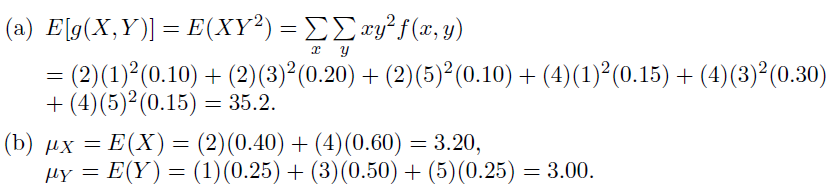 (a) E[g(X, Y)] = E(XY²) = ∑ₓ ∑ᵧ xy² f(x, y)
= (2)(1)²(0.10) + (2)(3)²(0.20) + (2)(5)²(0.10) + (4)(1)²(0.15) + (4)(3)²(0.30)
+ (4)(5)²(0.15) = 35.2.
(b) μ_X = E(X) = (2)(0.40) + (4)(0.60) = 3.20,
μ_Y = E(Y) = (1)(0.25) + (3)(0.50) + (5)(0.25) = 3.00.